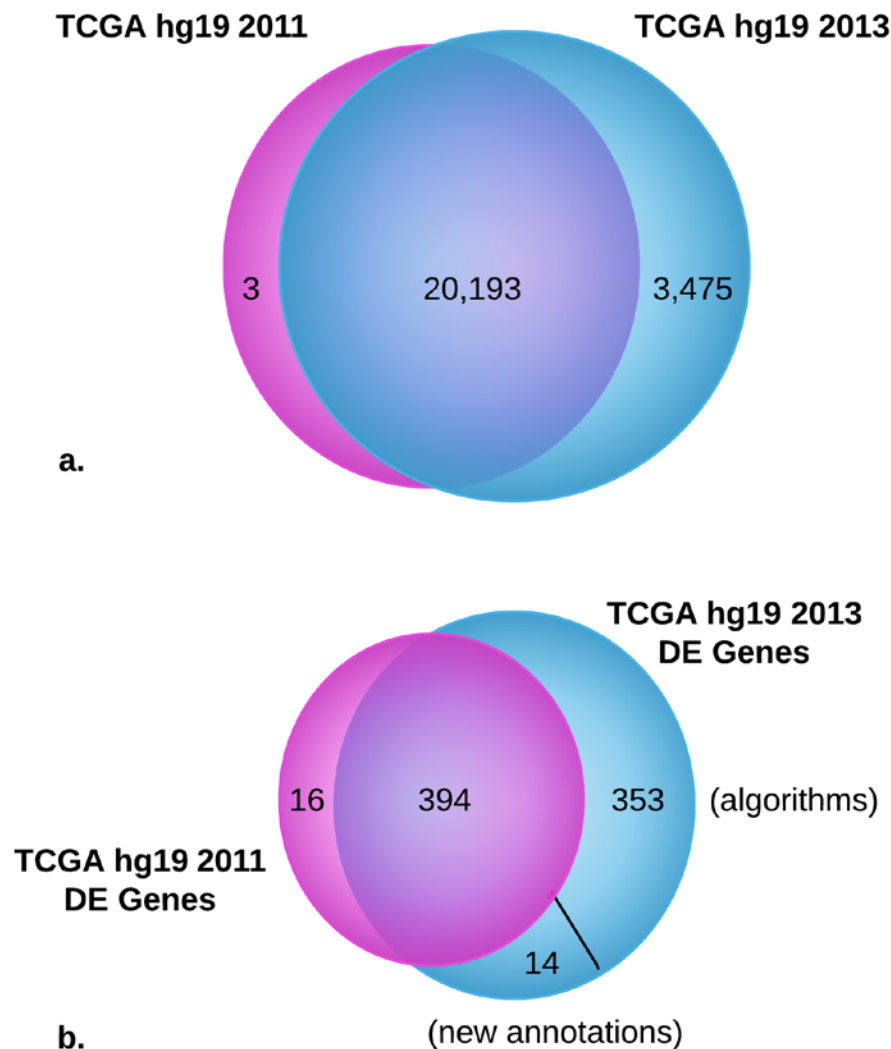 TCGA hg19 2011
TCGA hg19 2013
3
20,193
3,475
a.
TCGA hg19 2013
DE Genes
16
394
353
(algorithms)
TCGA hg19 2011
DE Genes
14
(new annotations)
b.